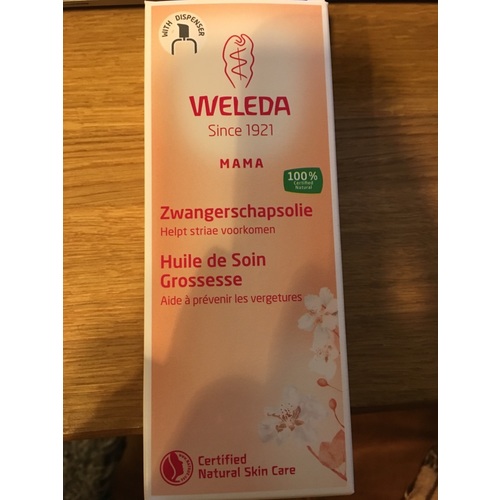 WITH DISPENSER
WELEDA
Since 1921
MAMA
100%
Certified
Natural
Zwangerschapsolie
Helpt striae voorkomen
Huile de Soin
Grossesse
Aide à prévenir les vergetures
Certified
Natural Skin Care